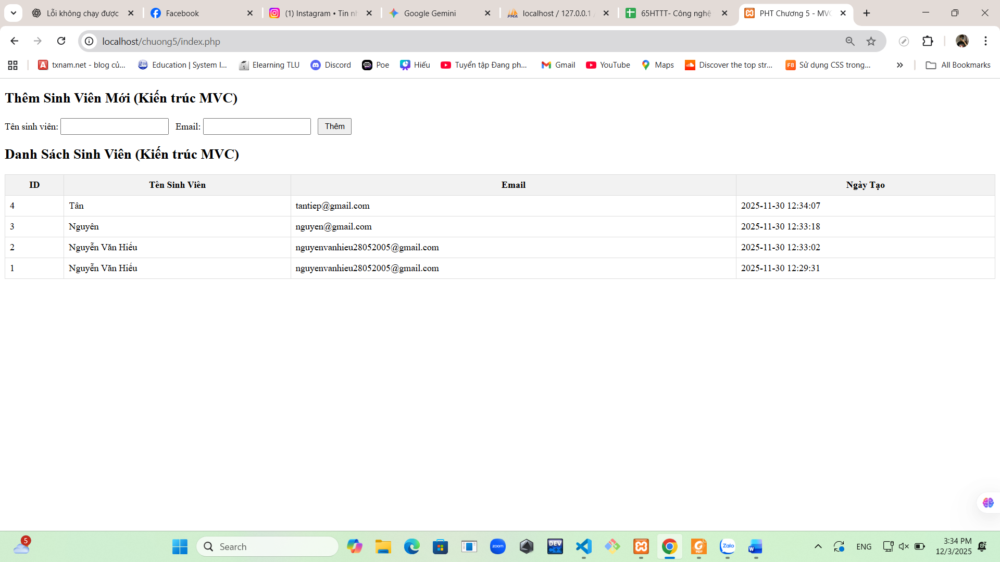 Lỗi không chạy được
Facebook
(1) Instagram • Tin nh
Google Gemini
localhost / 127.0.0.1 /
65HTTT- Công nghệ
PHT Chương 5 - MVC
localhost/chuong5/index.php
txnam.net - blog củ...
Education | System I...
Elearning TLU
Discord
Poe
Hiếu
Tuyển tập Đang ph...
Gmail
YouTube
Maps
Discover the top str...
F8
Sử dụng CSS trong...
All Bookmarks
Thêm Sinh Viên Mới (Kiến trúc MVC)
Tên sinh viên: Email: Thêm
Danh Sách Sinh Viên (Kiến trúc MVC)
ID Tên Sinh Viên Email Ngày Tạo
4 Tân tantiep@gmail.com 2025-11-30 12:34:07
3 Nguyên nguyen@gmail.com 2025-11-30 12:33:18
2 Nguyễn Văn Hiếu nguyenvanhieu28052005@gmail.com 2025-11-30 12:33:02
1 Nguyễn Văn Hiếu nguyenvanhieu28052005@gmail.com 2025-11-30 12:29:31
5
Search
zoom
DEV
C++
PDF
Zalo
W
ENG
3:34 PM
12/3/2025